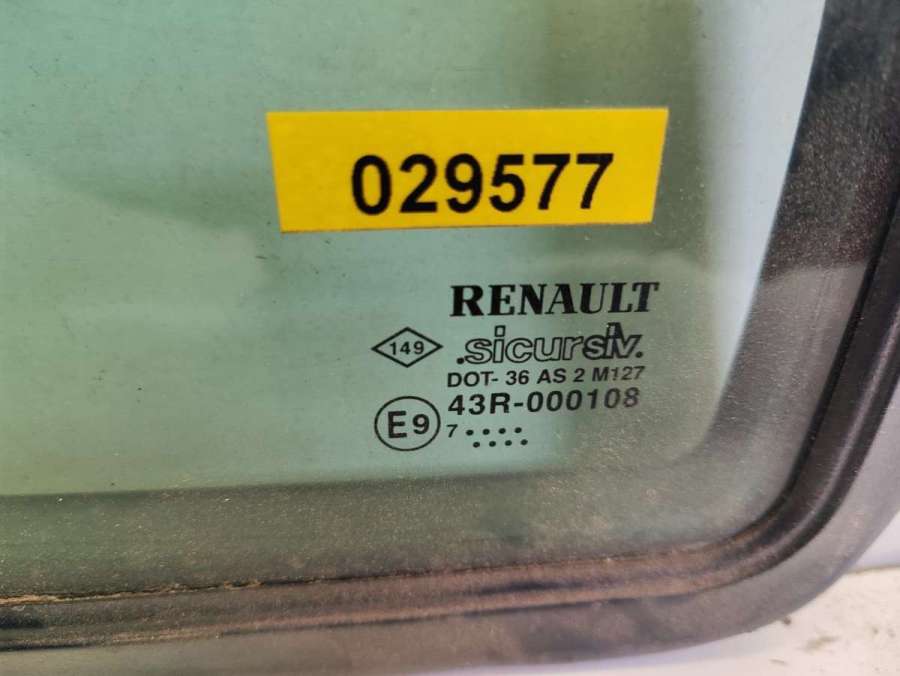 029577
RENAULT
149
.sicursiv.
DOT- 36 AS 2 M127
E9
43R-000108
7